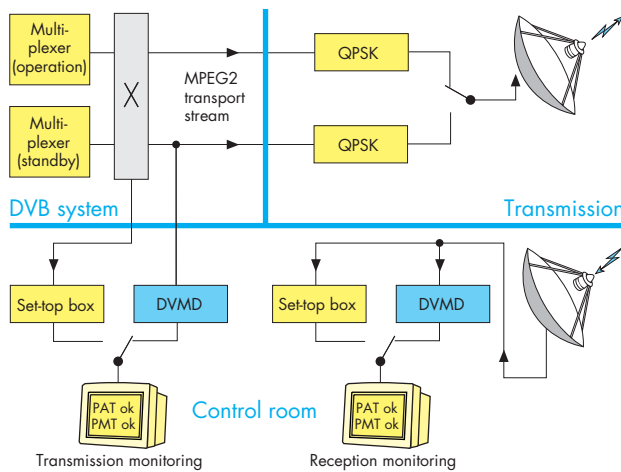 Multi-
plexer
(operation)
X
MPEG2
transport
stream
QPSK
Multi-
plexer
(standby)
QPSK
DVB system
Transmission
Set-top box
DVMD
Set-top box
DVMD
PAT ok
PMT ok
Control room
PAT ok
PMT ok
Transmission monitoring
Reception monitoring